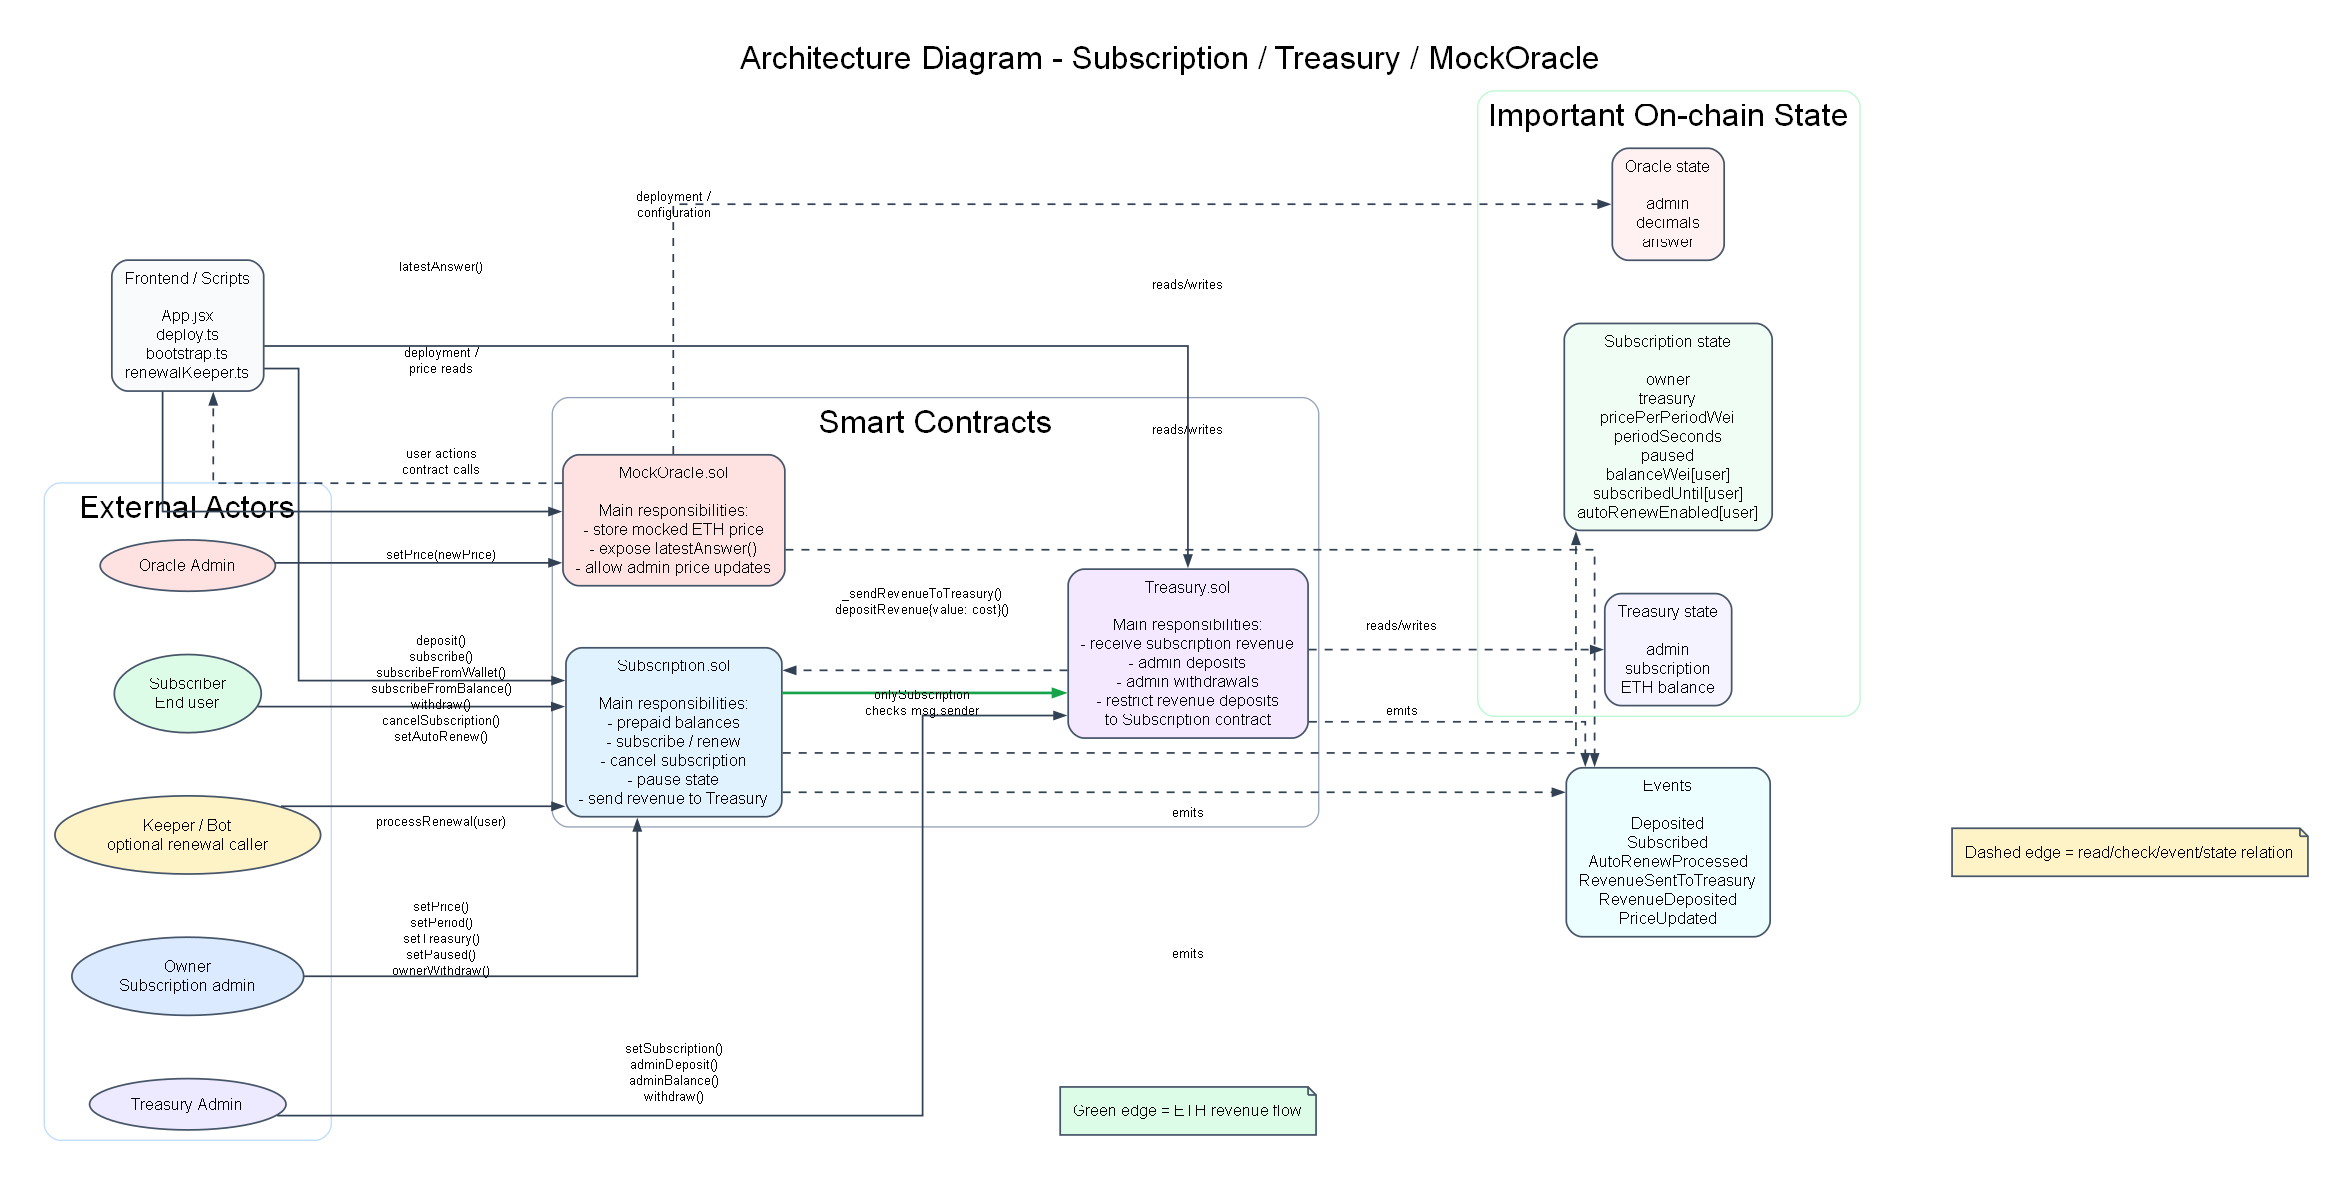 Architecture Diagram - Subscription / Treasury / MockOracle
Important On-chain State
Oracle state
admin
decimals
answer
deployment /
configuration
latestAnswer()
reads/writes
Frontend / Scripts
App.jsx
deploy.ts
bootstrap.ts
renewalKeeper.ts
deployment /
price reads
Subscription state
owner
treasury
pricePerPeriodWei
periodSeconds
paused
balanceWei[user]
subscribedUntil[user]
autoRenewEnabled[user]
Smart Contracts
reads/writes
user actions
contract calls
MockOracle.sol
Main responsibilities:
- store mocked ETH price
- expose latestAnswer()
- allow admin price updates
External Actors
Oracle Admin
setPrice(newPrice)
_sendRevenueToTreasury()
depositRevenue{value: cost}()
Treasury.sol
Main responsibilities:
- receive subscription revenue
- admin deposits
- admin withdrawals
- restrict revenue deposits
to Subscription contract
reads/writes
Treasury state
admin
subscription
ETH balance
Subscriber
End user
deposit()
subscribe()
subscribeFromWallet()
subscribeFromBalance()
withdraw()
cancelSubscription()
setAutoRenew()
Subscription.sol
Main responsibilities:
- prepaid balances
- subscribe / renew
- cancel subscription
- pause state
- send revenue to Treasury
onlySubscription
checks msg.sender
emits
Keeper / Bot
optional renewal caller
processRenewal(user)
emits
Events
Deposited
Subscribed
AutoRenewProcessed
RevenueSentToTreasury
RevenueDeposited
PriceUpdated
Dashed edge = read/check/event/state relation
Owner
Subscription admin
setPrice()
setPeriod()
setTreasury()
setPaused()
ownerWithdraw()
emits
Treasury Admin
setSubscription()
adminDeposit()
adminBalance()
withdraw()
Green edge = ETH revenue flow